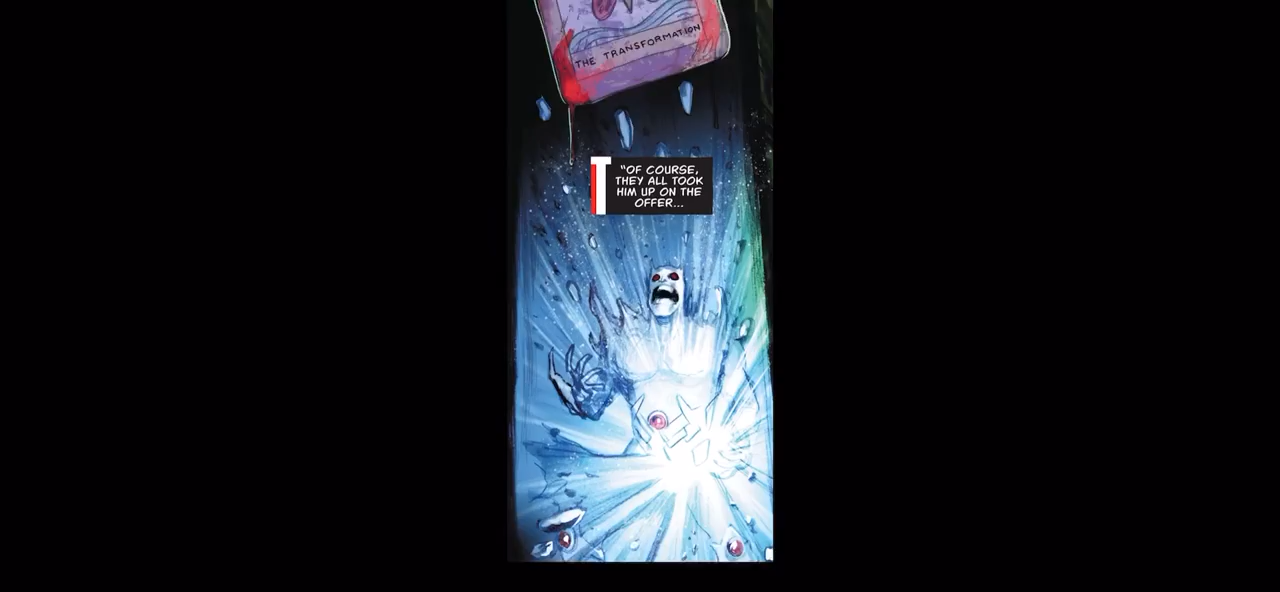 THE TRANSFORMATION
"OF COURSE,
THEY ALL TOOK
HIM UP ON THE
OFFER...